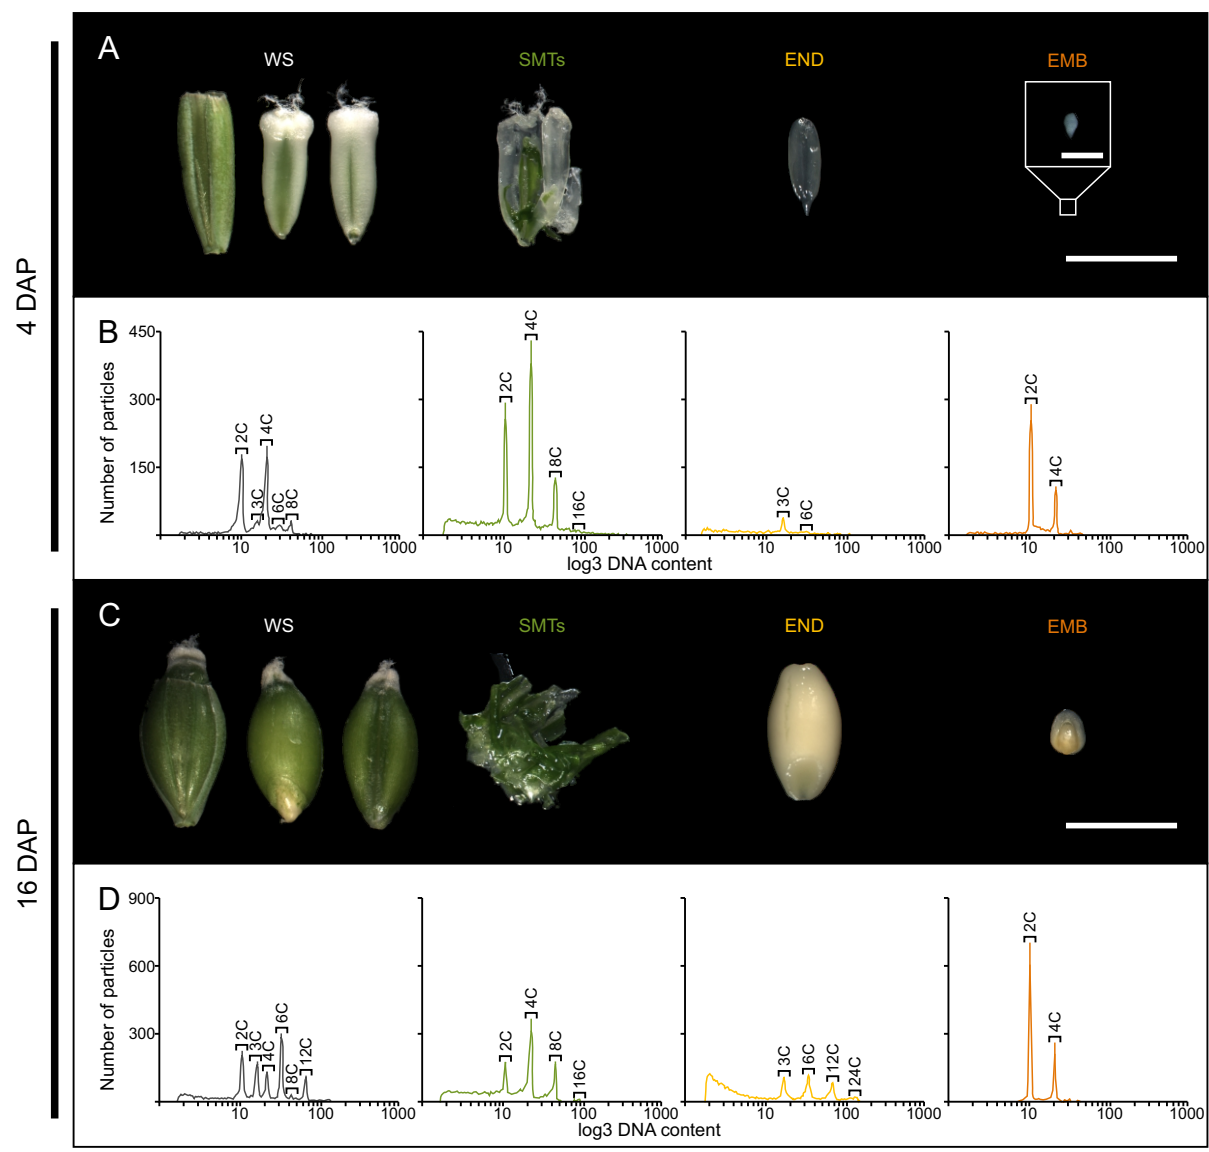 4 DAP
A
WS
SMTs
END
EMB
B
Number of particles
450
300
150
2C
3C
4C
6C
8C
10
100
1000
2C
4C
8C
16C
10
100
1000
3C
6C
10
100
1000
2C
4C
10
100
1000
log3 DNA content
16 DAP
C
WS
SMTs
END
EMB
D
Number of particles
900
600
300
2C
3C
4C
6C
8C
12C
10
100
1000
2C
4C
8C
16C
10
100
1000
3C
6C
12C
24C
10
100
1000
2C
4C
10
100
1000
log3 DNA content